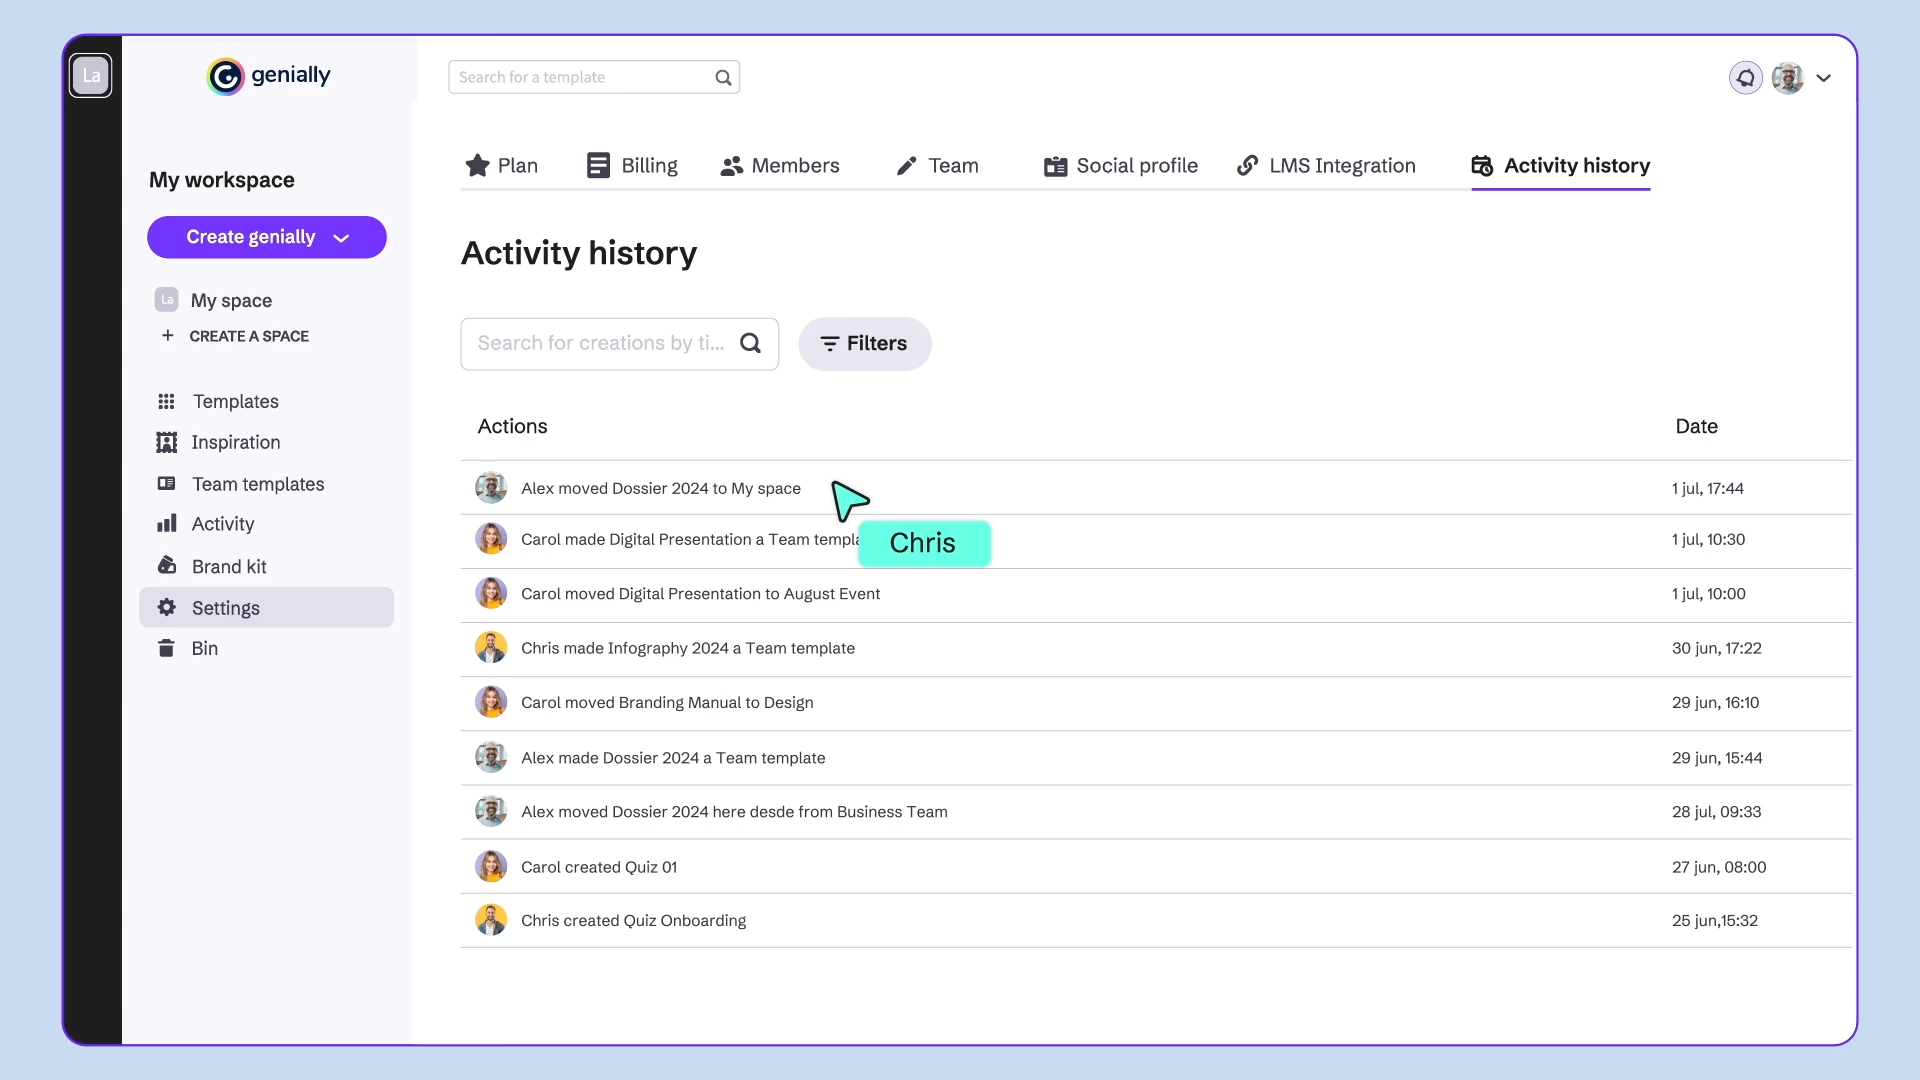 La
genially
Search for a template
My workspace
Create genially
La
My space
+ CREATE A SPACE
Templates
Inspiration
Team templates
Activity
Brand kit
Settings
Bin
Plan
Billing
Members
Team
Social profile
LMS Integration
Activity history
Activity history
Search for creations by ti...
Filters
Actions
Date
Alex moved Dossier 2024 to My space
1 jul, 17:44
Carol made Digital Presentation a Team templa
1 jul, 10:30
Chris
Carol moved Digital Presentation to August Event
1 jul, 10:00
Chris made Infography 2024 a Team template
30 jun, 17:22
Carol moved Branding Manual to Design
29 jun, 16:10
Alex made Dossier 2024 a Team template
29 jun, 15:44
Alex moved Dossier 2024 here desde from Business Team
28 jul, 09:33
Carol created Quiz 01
27 jun, 08:00
Chris created Quiz Onboarding
25 jun,15:32